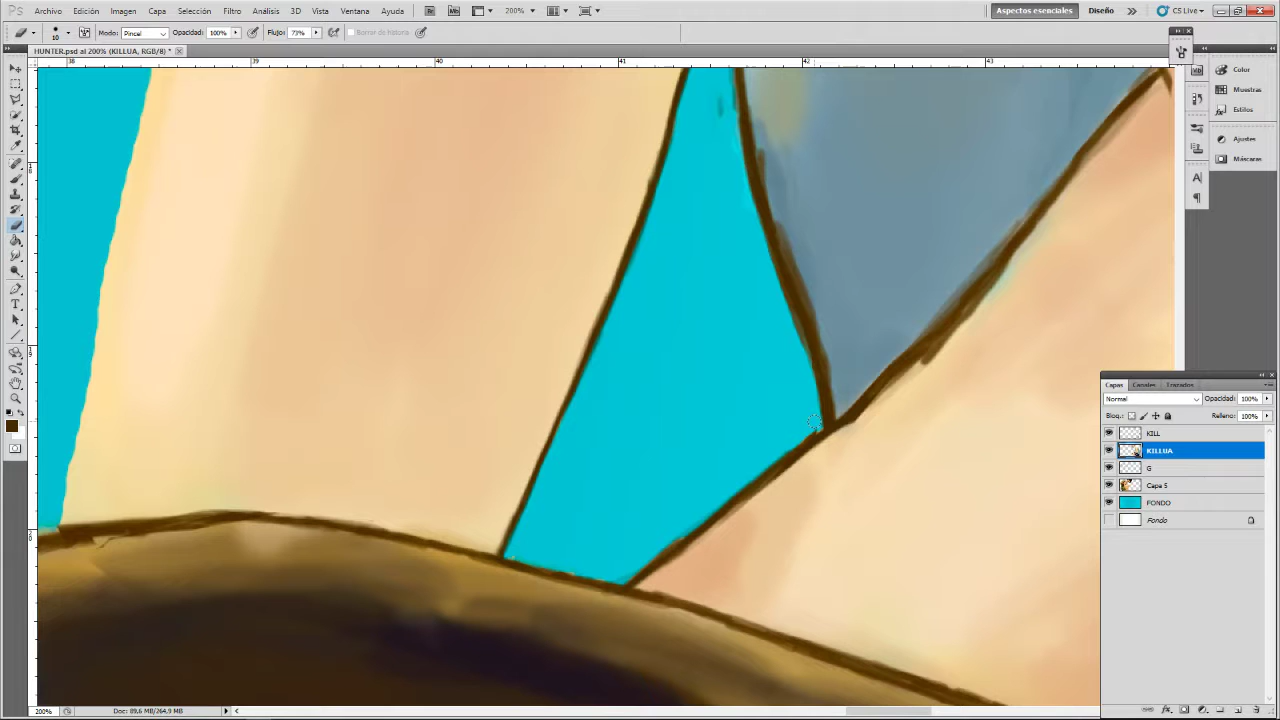 Archivo Edición Imagen Capa Selección Filtro Análisis 3D Vista Ventana Ayuda 200% Aspectos esenciales Diseño CS Live
Modo: Pincel Opacidad: 100% Flujo: 73% Borrar de historia
HUNTER.psd al 200% (KILLUA, RGB/8) *
38 39 40 41 42 43
Color
Muestras
Estilos
Ajustes
Máscaras
Capas Canales Trazados
Normal Opacidad: 100%
Bloq.: Relleno: 100%
KILL
KILLUA
G
Capa 5
FONDO
Fondo
200% Doc: 89,6 MB/264,9 MB